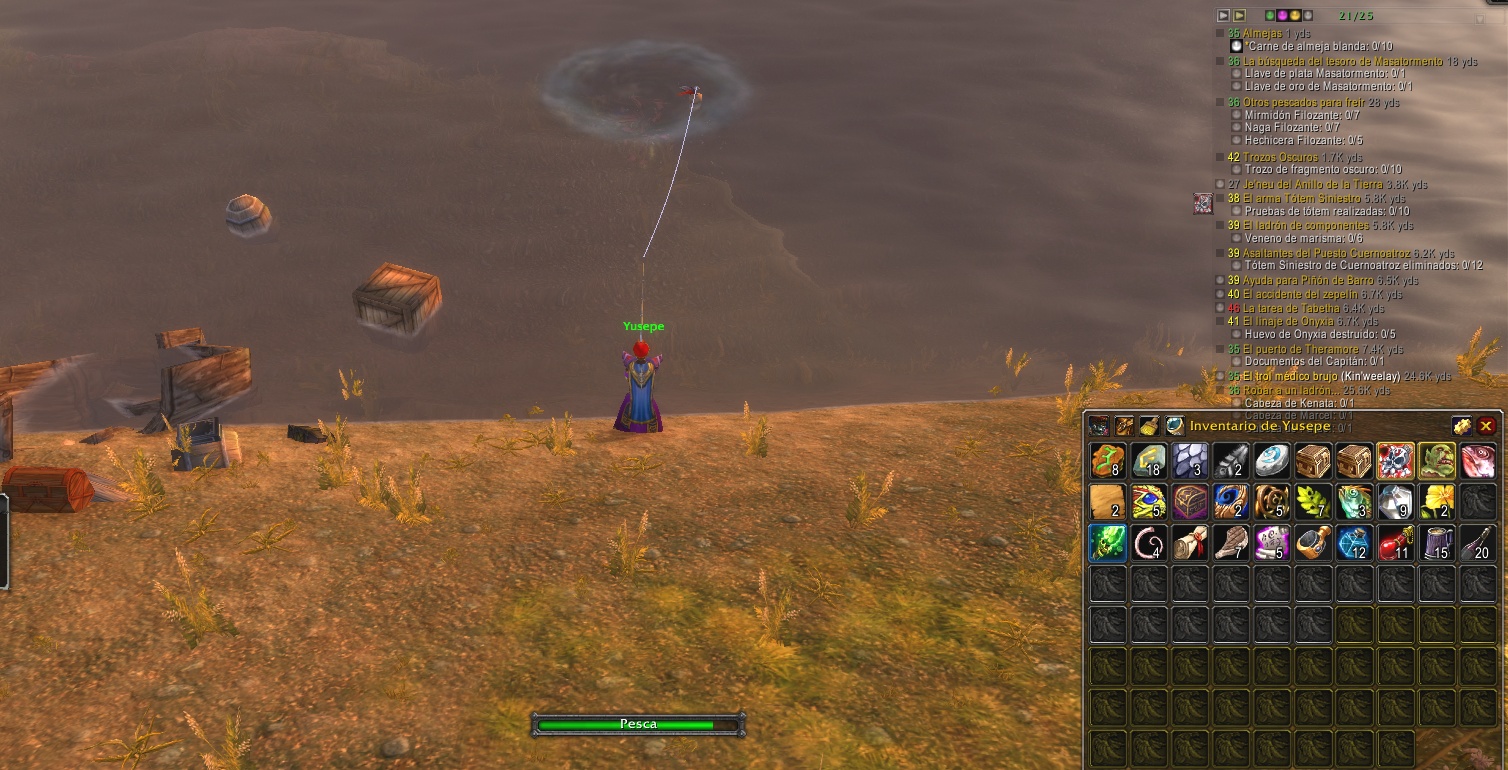 21/25
35 Almejas 1 yds
*Carne de almeja blanda: 0/10
36 La búsqueda del tesoro de Masatormento 18 yds
Llave de plata Masatormento: 0/1
Llave de oro de Masatormento: 0/1
36 Otros pescados para freír 28 yds
Mirmidón Filozante: 0/7
Naga Filozante: 0/7
Hechicera Filozante: 0/5
42 Trozos Oscuros 1.7K yds
Trozo de fragmento oscuro: 0/10
27 Je'neu del Anillo de la Tierra 3.8K yds
38 El arma Tótem Siniestro 5.8K yds
Pruebas de tótem realizadas: 0/10
39 El ladrón de componentes 5.8K yds
Veneno de marisma: 0/6
39 Asaltantes del Puesto Cuernoatroz 6.2K yds
Tótem Siniestro de Cuernoatroz eliminados: 0/12
39 Ayuda para Piñón de Barro 6.5K yds
40 El accidente del zepelín 6.7K yds
46 La tarea de Tabetha 6.4K yds
41 El linaje de Onyxia 6.7K yds
Huevo de Onyxia destruido: 0/5
35 El puerto de Theramore 7.4K yds
Documentos del Capitán: 0/1
35 El trol médico brujo (Kin'weelay) 24.6K yds
35 Robar a un ladrón... 25.6K yds
Cabeza de Kenata: 0/1
Cabeza de Marcel: 0/1
Yusepe
Inventario de Yusepe
8 18 3 2
2 5 2 5 7 3 9 2
4 7 5 12 11 15 20
Pesca